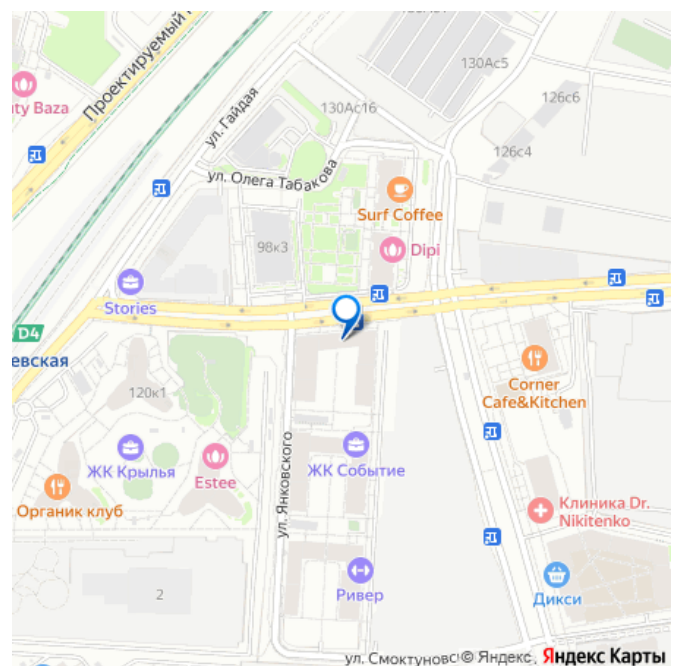 130Ас5
126с6
130Ас16
126с4
Проектируемый
ty Baza
ул. Гайдая
ул. Олега Табакова
Surf Coffee
98к3
Dipi
Stories
D4
евская
120к1
Corner
Cafe&Kitchen
ул. Янковского
ЖК Крылья
Estee
ЖК Событие
Органик клуб
Клиника Dr.
Nikitenko
2
Ривер
Дикси
ул. Смоктуновс
© Яндекс
Яндекс Карты